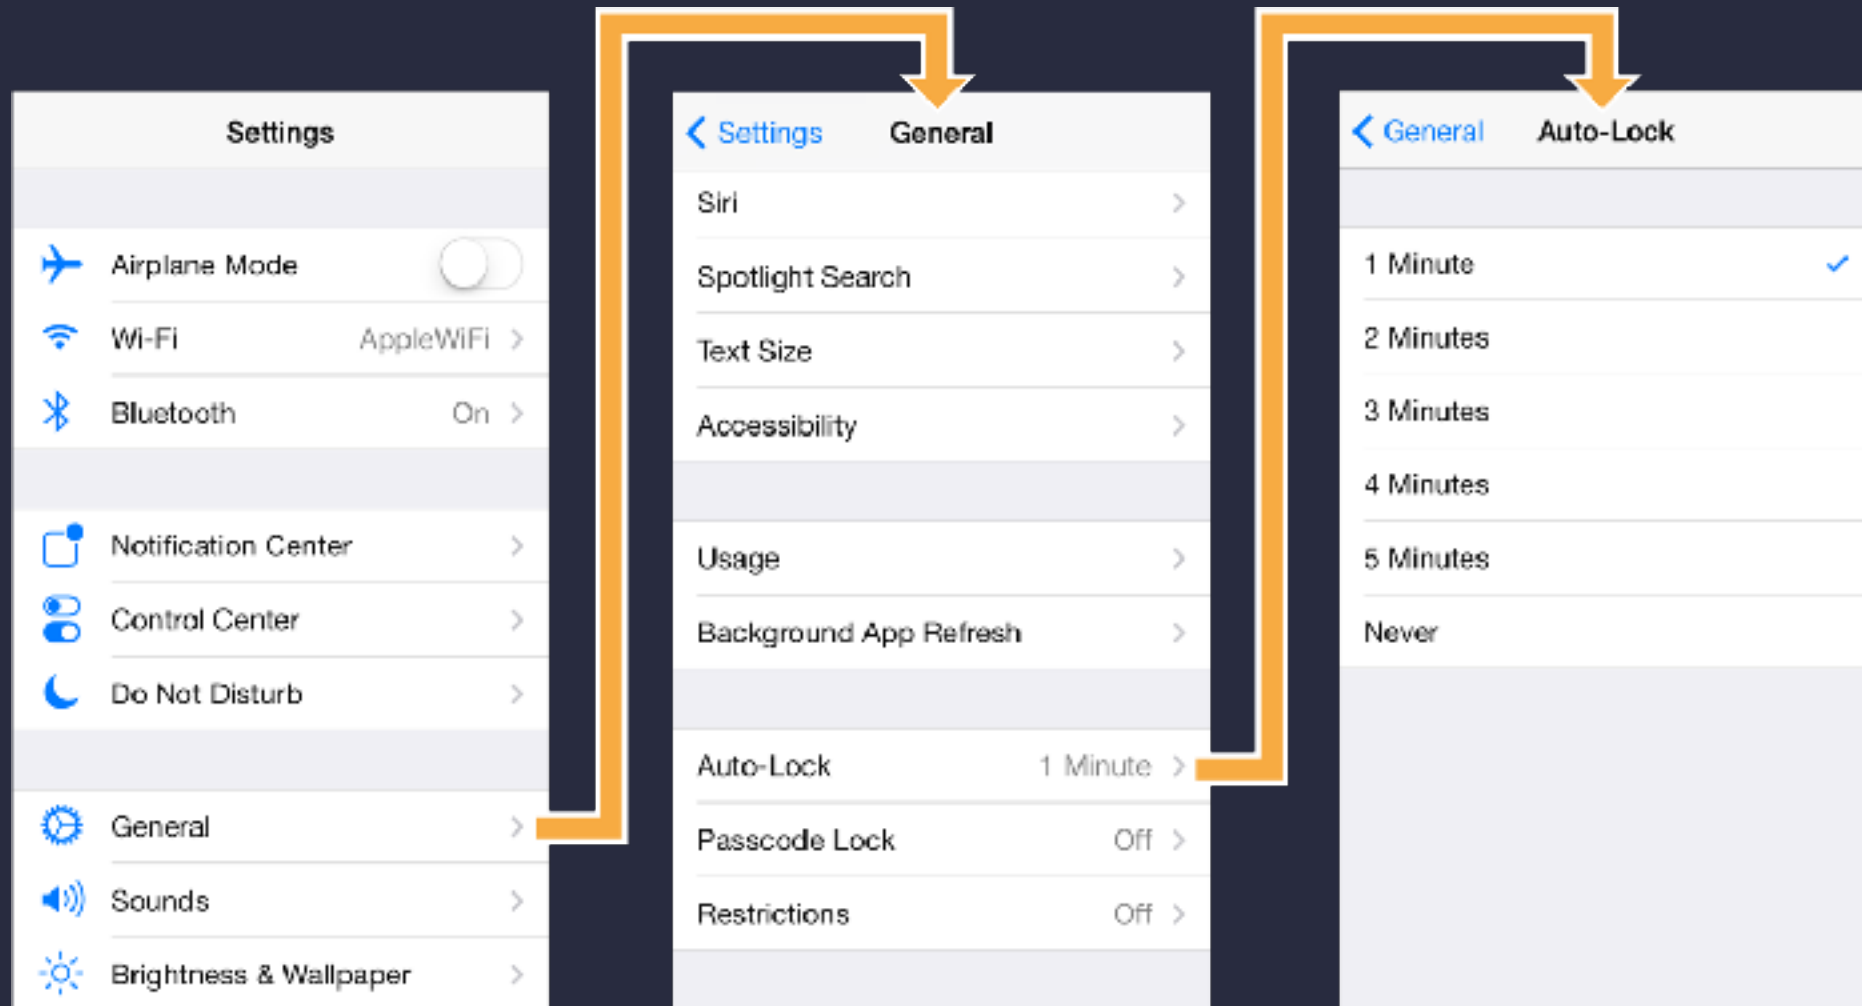 Settings
Airplane Mode
Wi-Fi AppleWiFi
Bluetooth On
Notification Center
Control Center
Do Not Disturb
General
Sounds
Brightness & Wallpaper
Settings General
Siri
Spotlight Search
Text Size
Accessibility
Usage
Background App Refresh
Auto-Lock 1 Minute
Passcode Lock Off
Restrictions Off
General Auto-Lock
1 Minute
2 Minutes
3 Minutes
4 Minutes
5 Minutes
Never